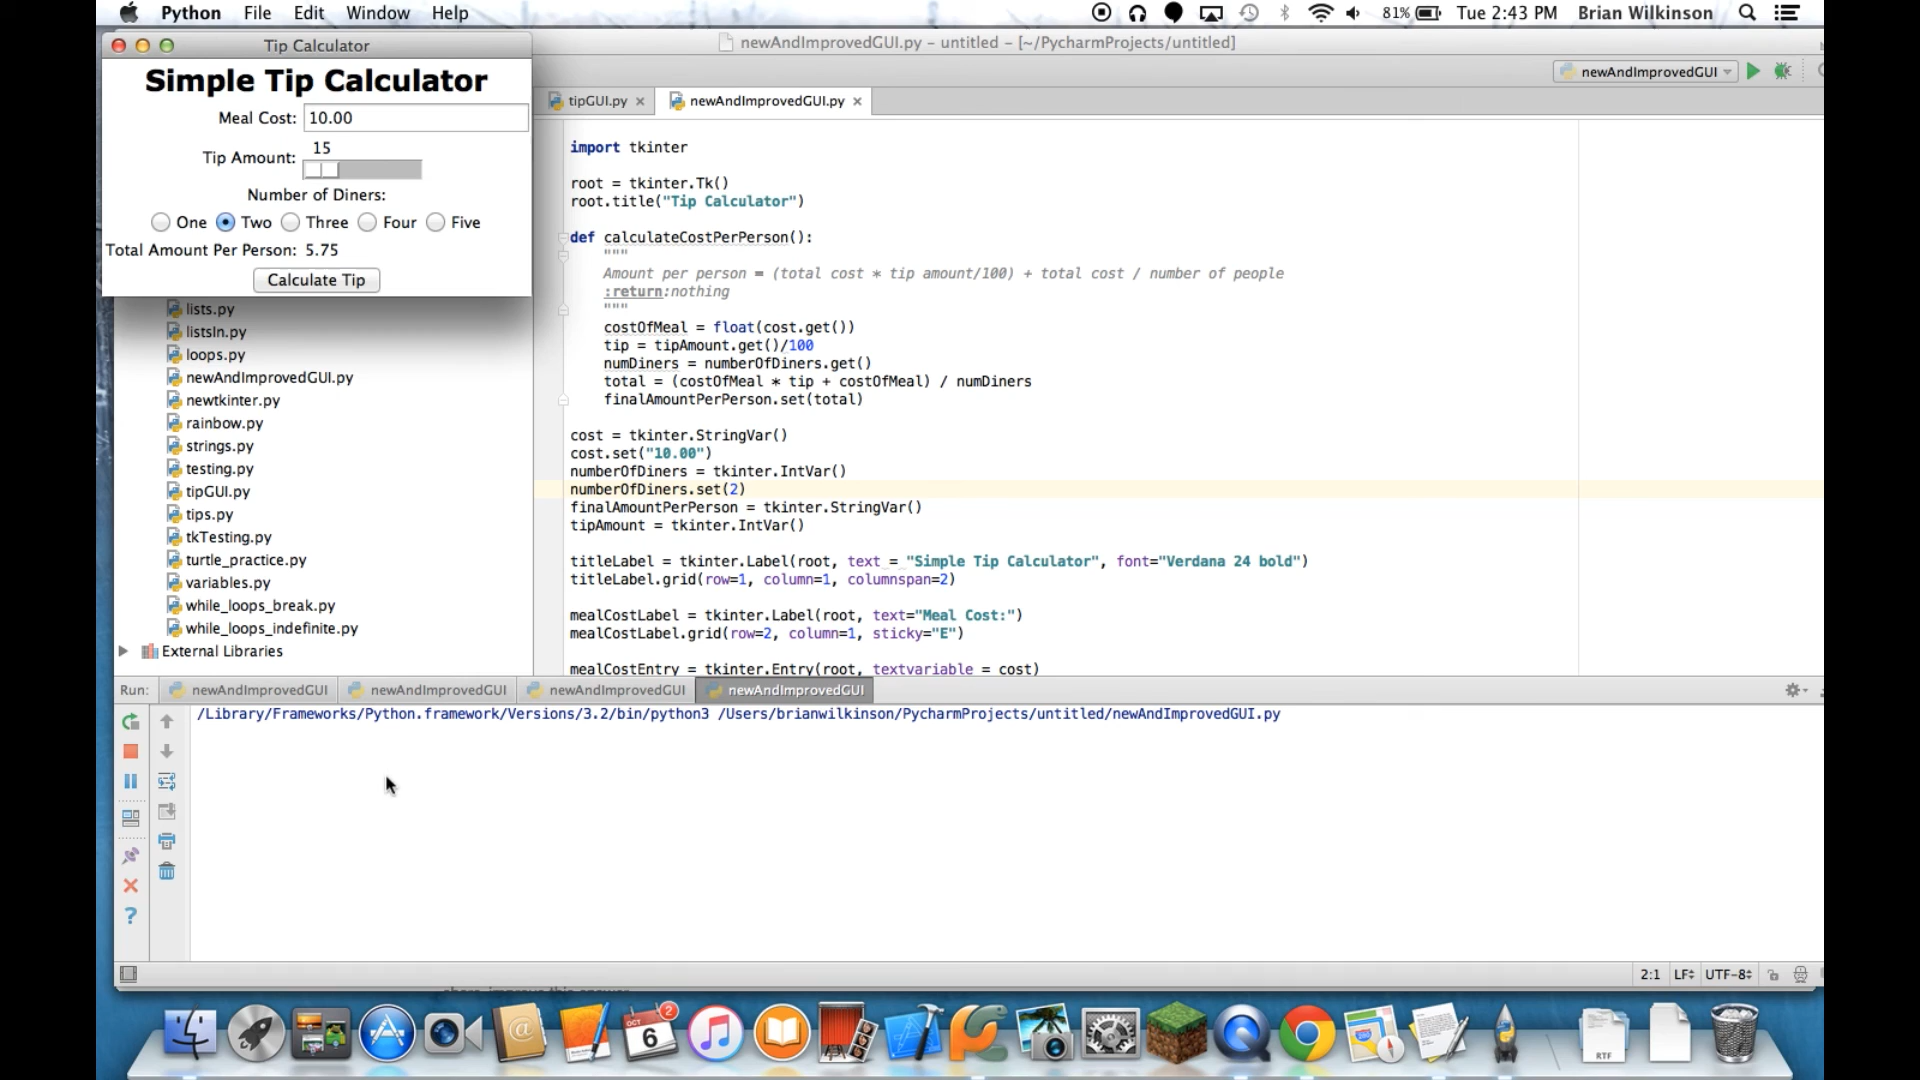 Python File Edit Window Help 81% Tue 2:43 PM Brian Wilkinson
Tip Calculator
Simple Tip Calculator
Meal Cost: 10.00
15
Tip Amount:
Number of Diners:
One Two Three Four Five
Total Amount Per Person: 5.75
Calculate Tip
newAndImprovedGUI.py – untitled – [~/PycharmProjects/untitled]
newAndImprovedGUI
tipGUI.py newAndImprovedGUI.py
lists.py
listsIn.py
loops.py
newAndImprovedGUI.py
newtkinter.py
rainbow.py
strings.py
testing.py
tipGUI.py
tips.py
tkTesting.py
turtle_practice.py
variables.py
while_loops_break.py
while_loops_indefinite.py
External Libraries
import tkinter
root = tkinter.Tk()
root.title("Tip Calculator")
def calculateCostPerPerson():
"""
Amount per person = (total cost * tip amount/100) + total cost / number of people
:return:nothing
"""
costOfMeal = float(cost.get())
tip = tipAmount.get()/100
numDiners = numberOfDiners.get()
total = (costOfMeal * tip + costOfMeal) / numDiners
finalAmountPerPerson.set(total)
cost = tkinter.StringVar()
cost.set("10.00")
numberOfDiners = tkinter.IntVar()
numberOfDiners.set(2)
finalAmountPerPerson = tkinter.StringVar()
tipAmount = tkinter.IntVar()
titleLabel = tkinter.Label(root, text = "Simple Tip Calculator", font="Verdana 24 bold")
titleLabel.grid(row=1, column=1, columnspan=2)
mealCostLabel = tkinter.Label(root, text="Meal Cost:")
mealCostLabel.grid(row=2, column=1, sticky="E")
mealCostEntry = tkinter.Entry(root, textvariable = cost)
Run: newAndImprovedGUI newAndImprovedGUI newAndImprovedGUI newAndImprovedGUI
/Library/Frameworks/Python.framework/Versions/3.2/bin/python3 /Users/brianwilkinson/PycharmProjects/untitled/newAndImprovedGUI.py
2:1 LF UTF-8
OCT
6
2
RTF